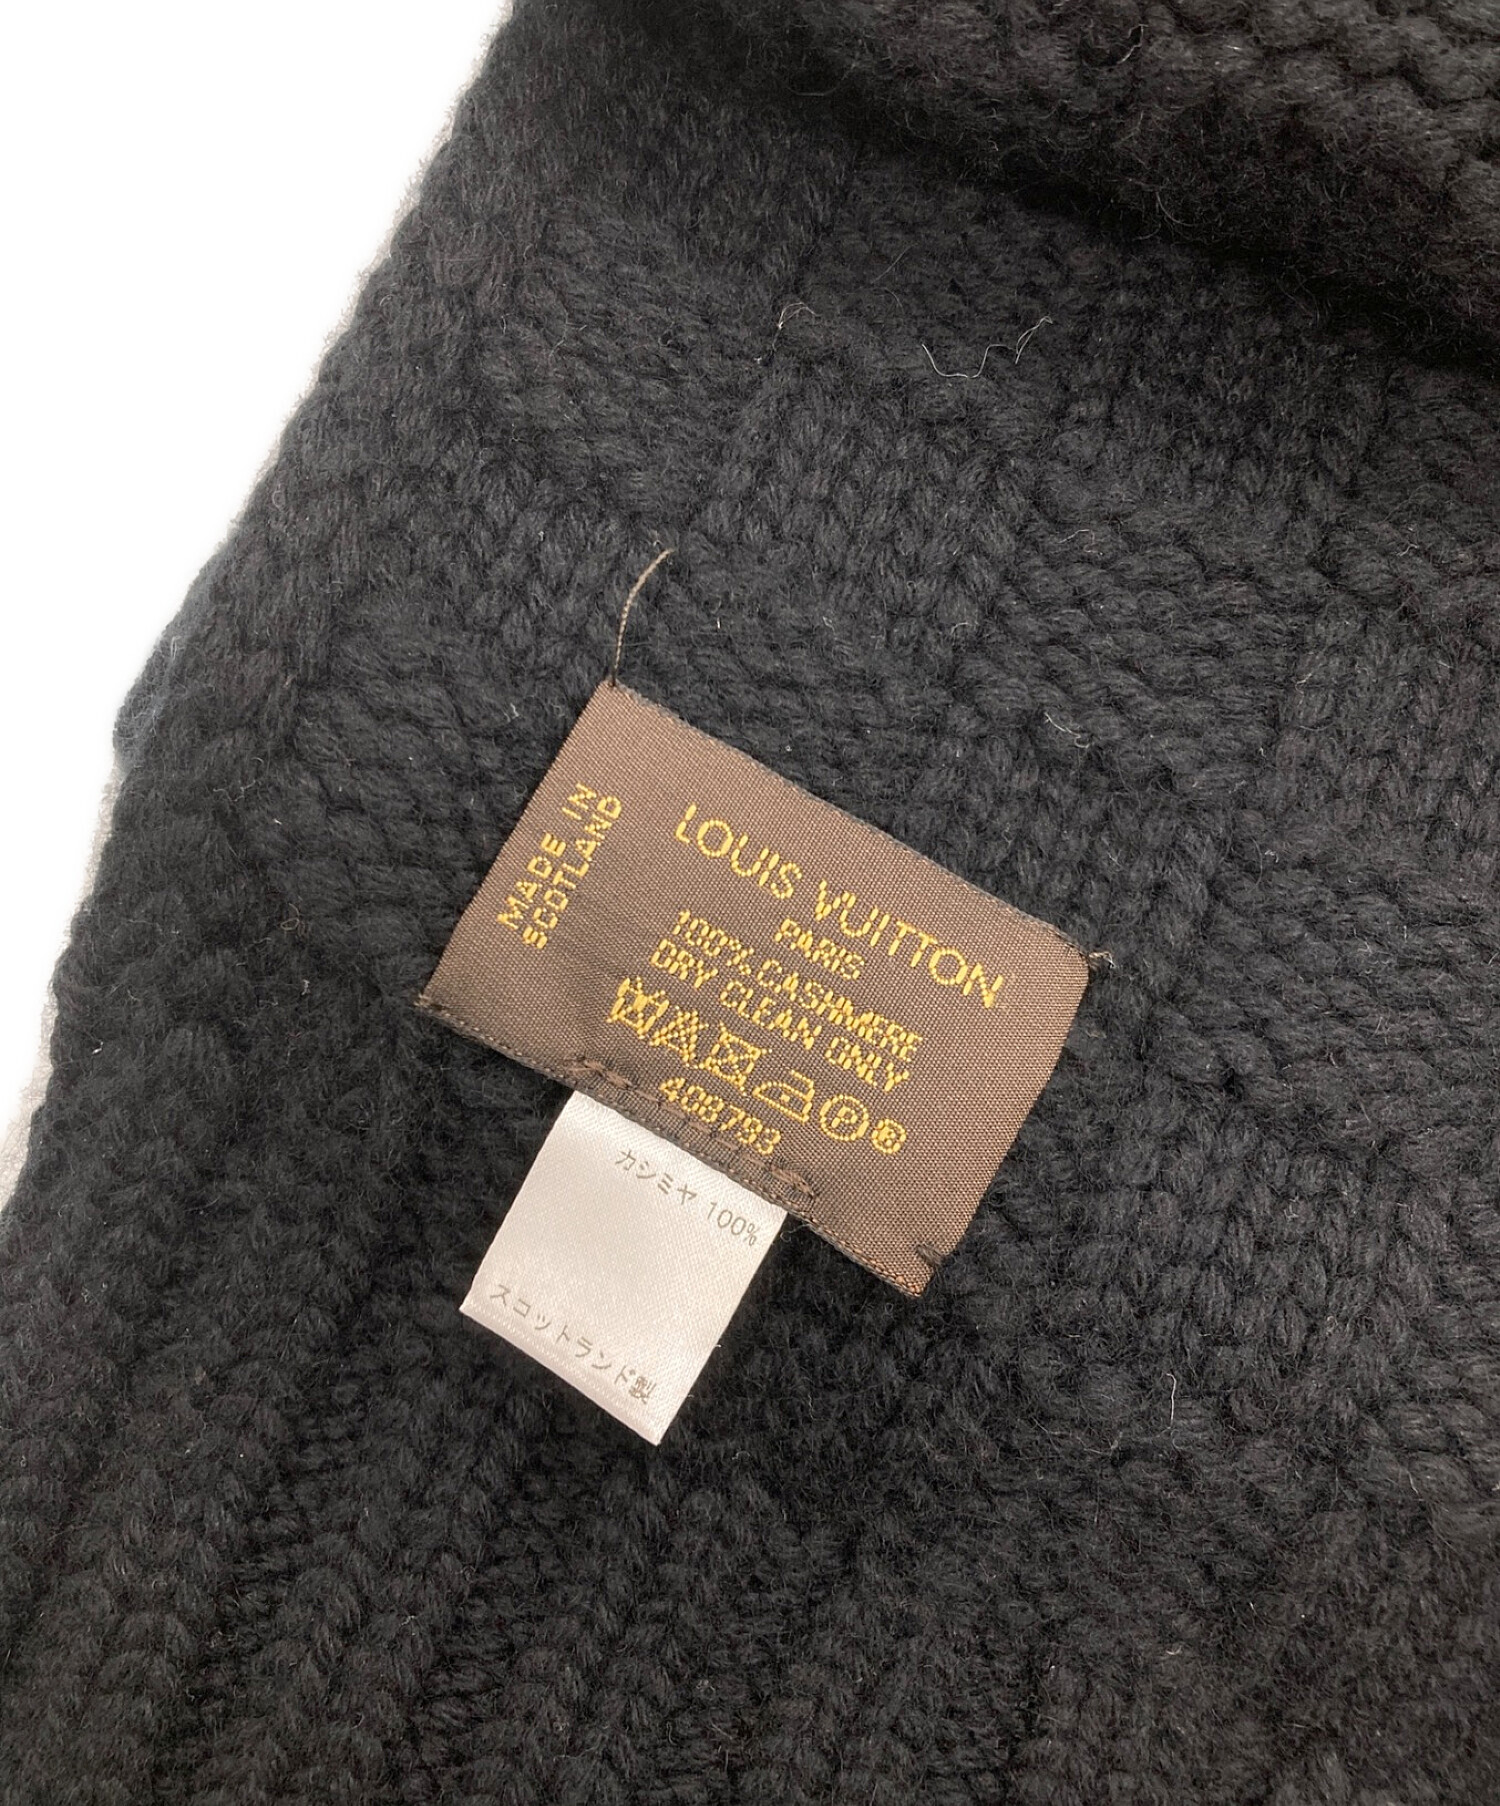 MADE IN
SCOTLAND
LOUIS VUITTON
PARIS
100% CASHMERE
DRY CLEAN ONLY
408793
カシミヤ 100%
スコットランド製